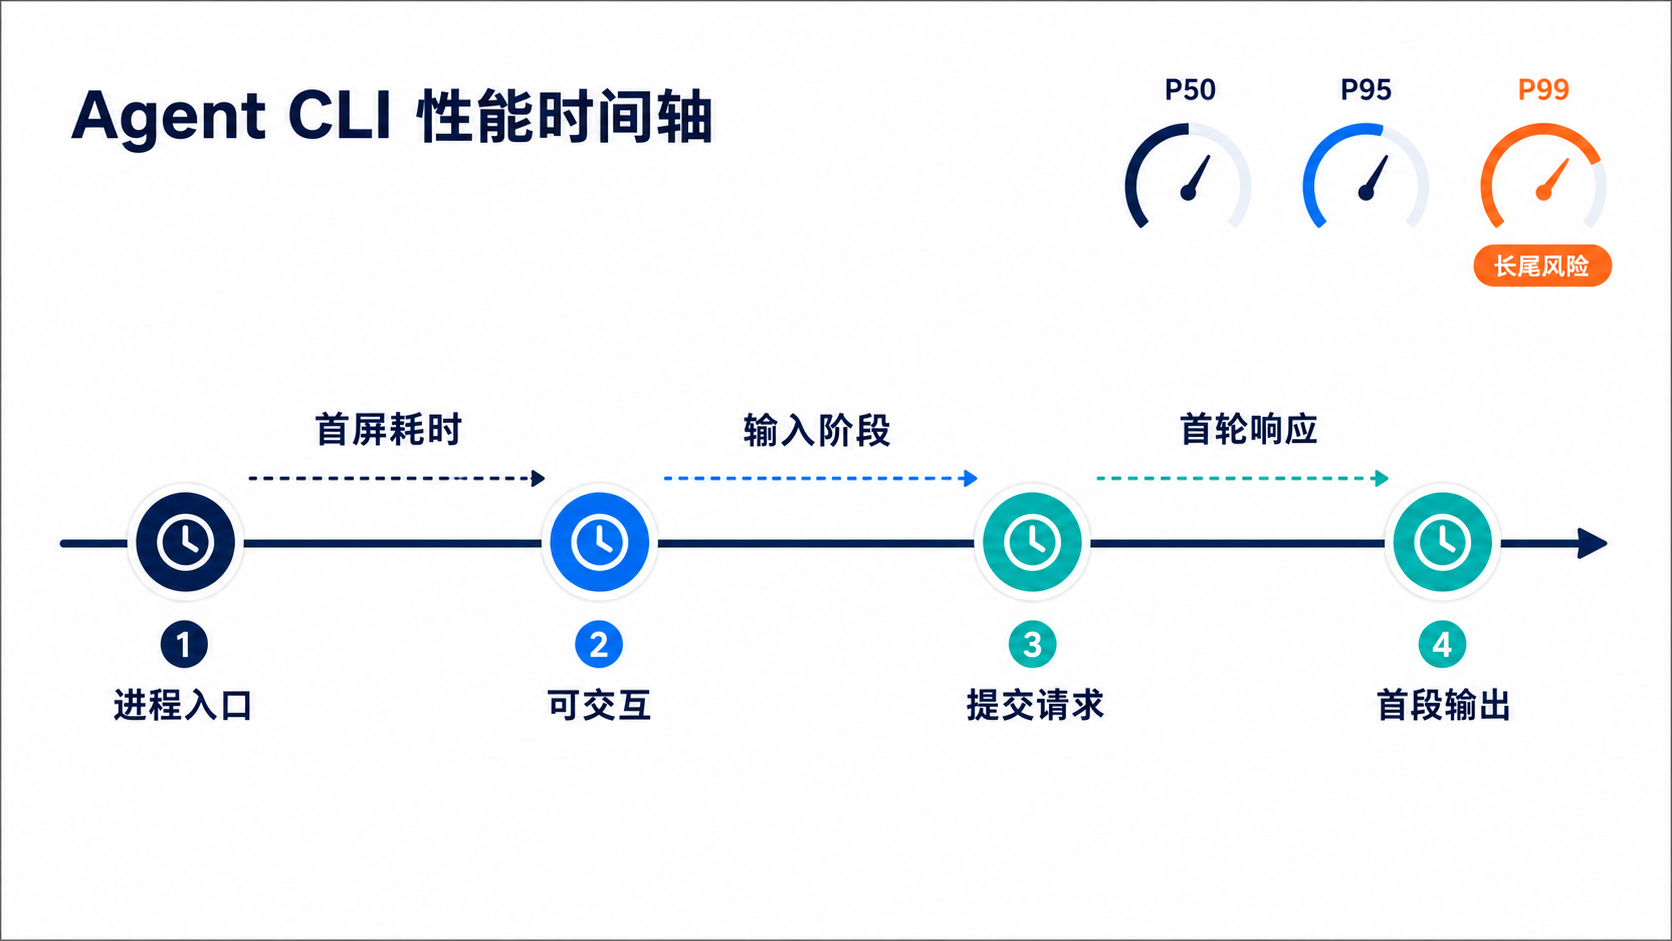 Agent CLI 性能时间轴
P50
P95
P99
长尾风险
首屏耗时
输入阶段
首轮响应
1
2
3
4
进程入口
可交互
提交请求
首段输出